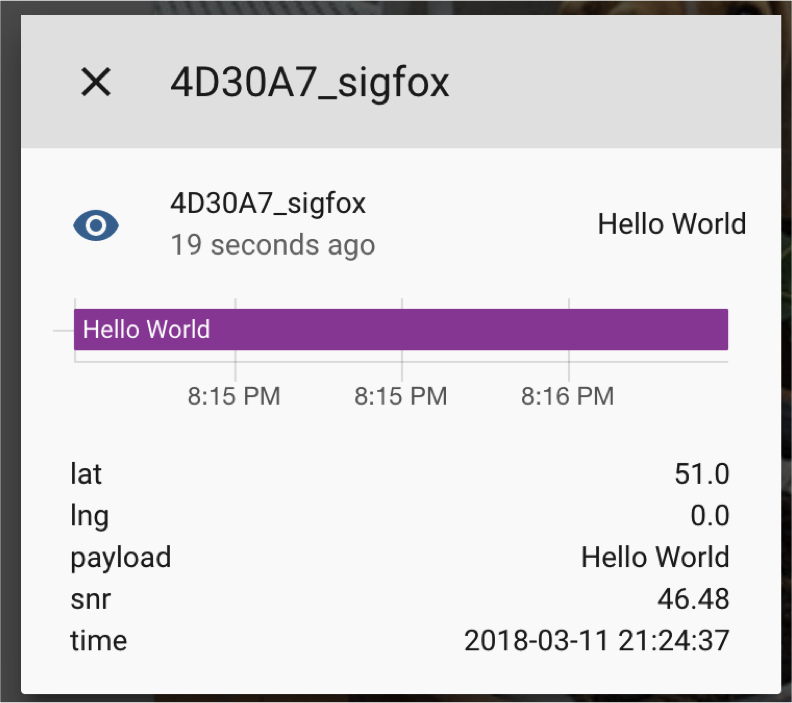 4D30A7_sigfox
4D30A7_sigfox
19 seconds ago
Hello World
Hello World
8:15 PM 8:15 PM 8:16 PM
lat 51.0
lng 0.0
payload Hello World
snr 46.48
time 2018-03-11 21:24:37